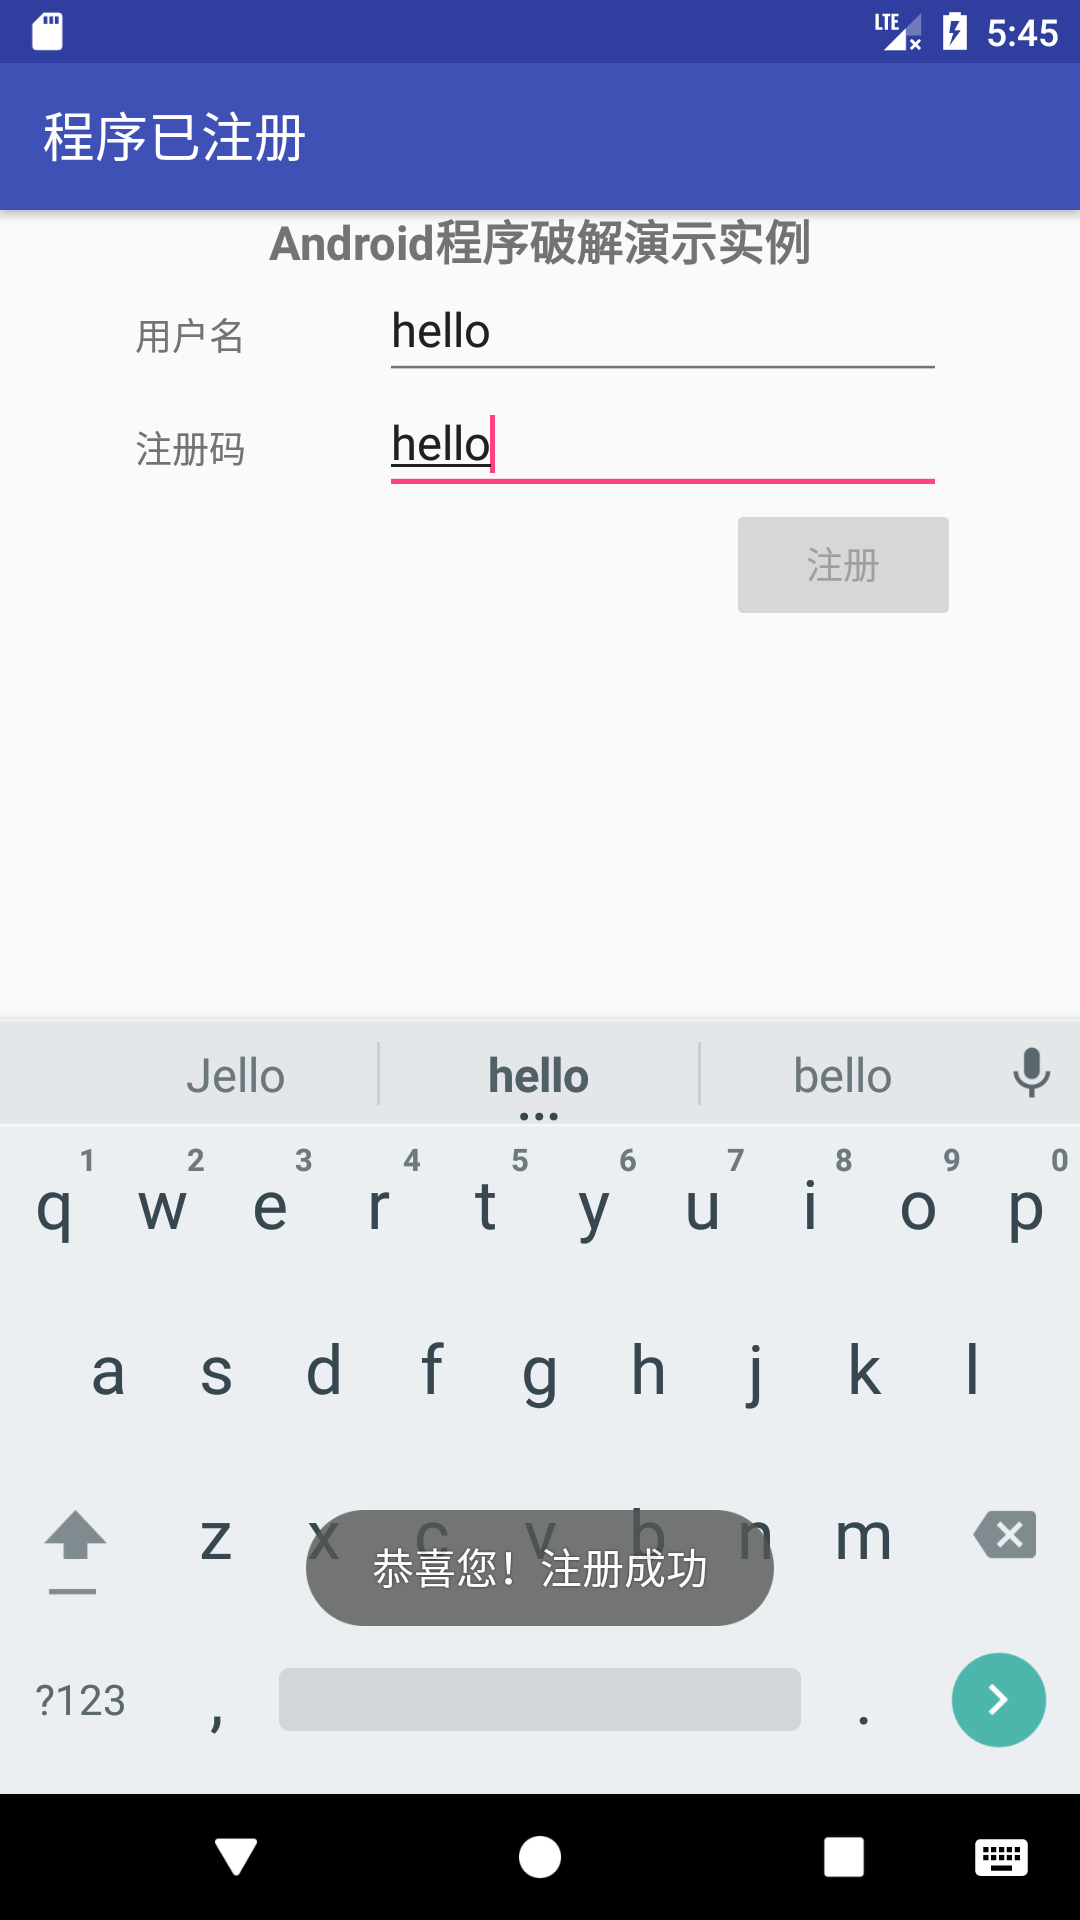 LTE 5:45
程序已注册
Android程序破解演示实例
用户名 hello
注册码 hello
注册
Jello hello bello
1 2 3 4 5 6 7 8 9 0
q w e r t y u i o p
a s d f g h j k l
z x c v b n m
恭喜您！注册成功
?123 , .